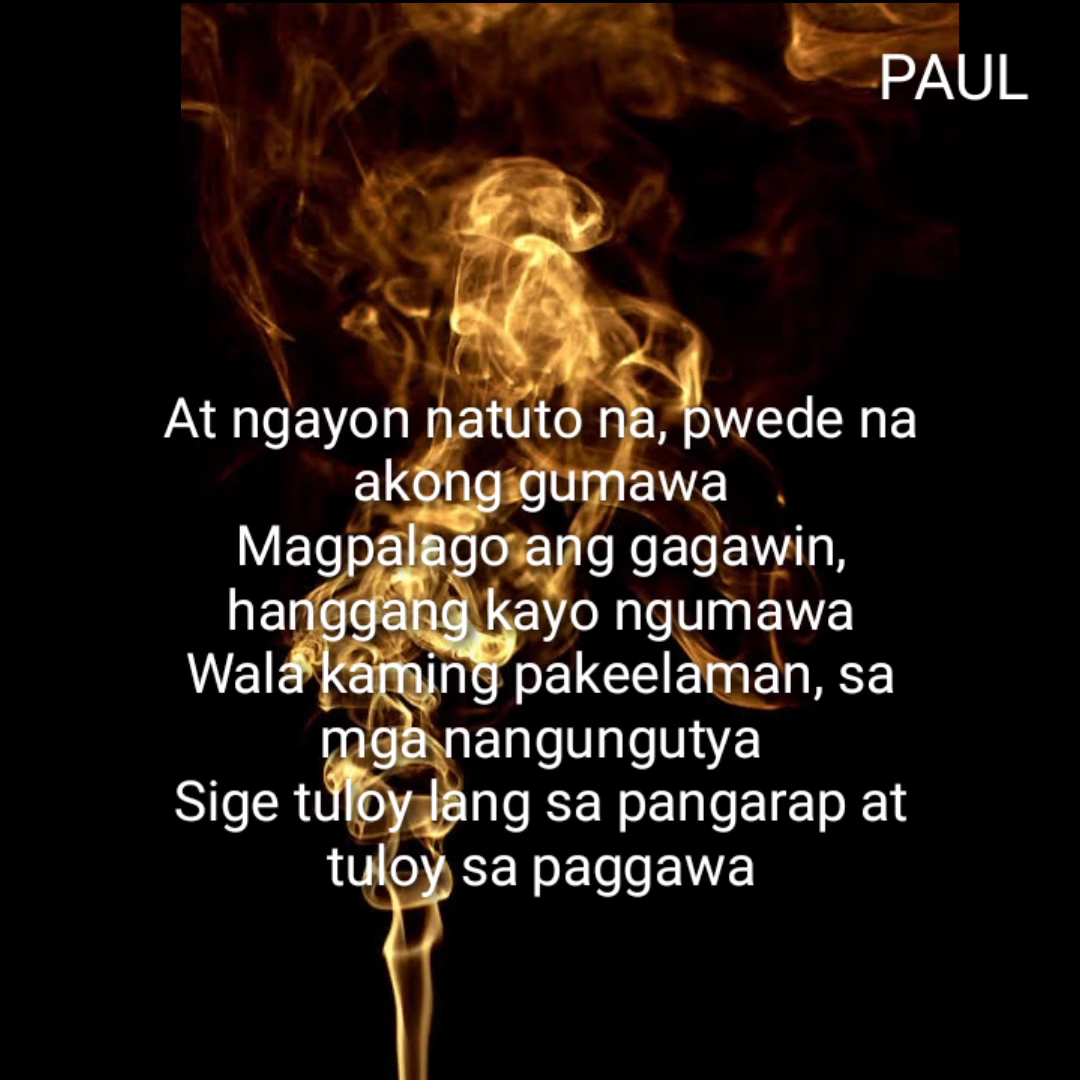 PAUL
At ngayon natuto na, pwede na
akong gumawa
Magpalago ang gagawin,
hanggang kayo ngumawa
Wala kaming pakeelaman, sa
mga nangungutya
Sige tuloy lang sa pangarap at
tuloy sa paggawa